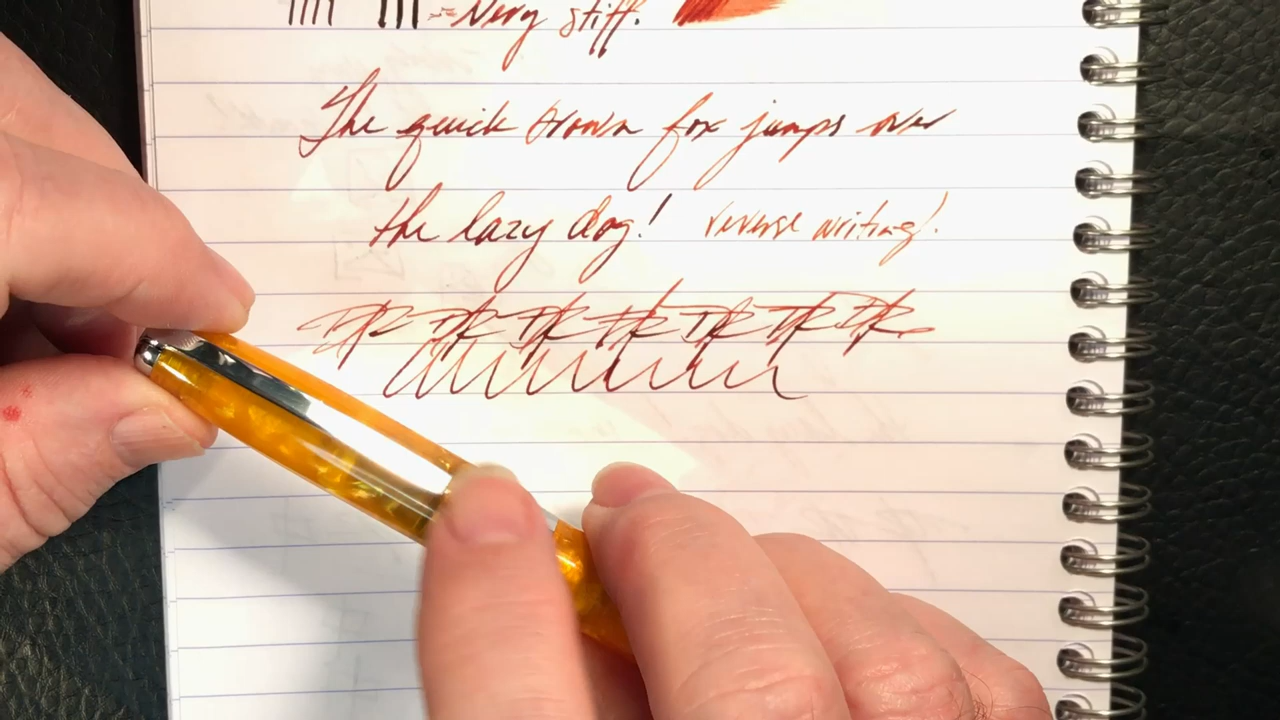 -Very stiff.
The quick brown fox jumps over
the lazy dog! reverse writing!